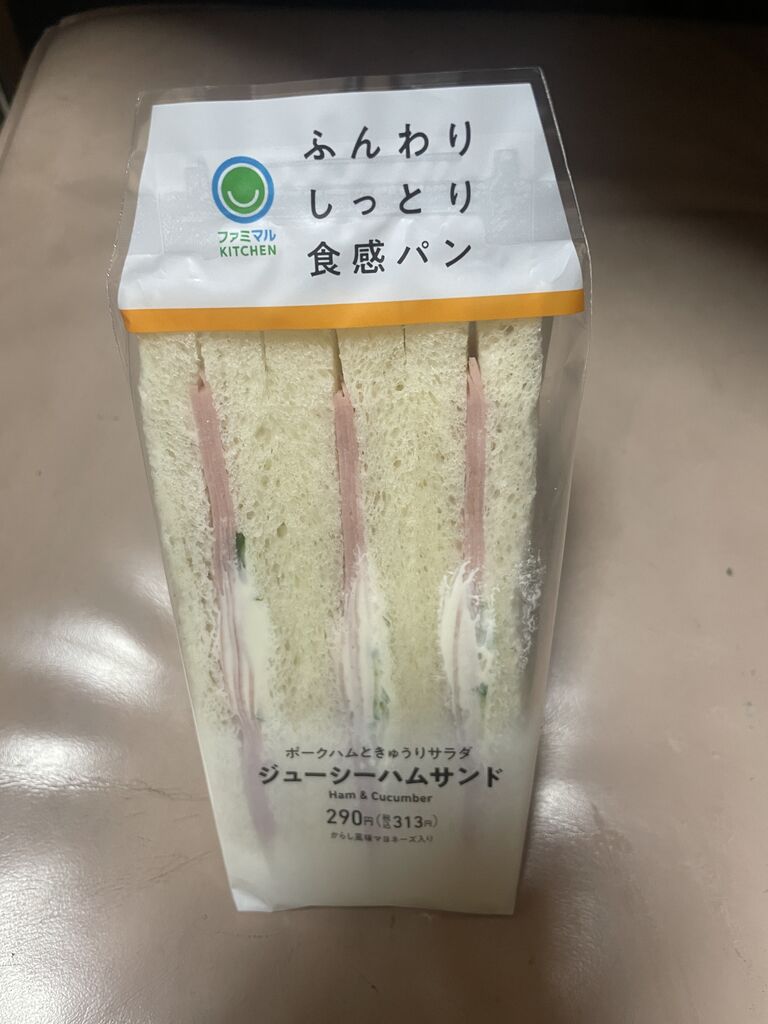 ふんわり
しっとり
食感パン
ファミマル
KITCHEN
ポークハムときゅうりサラダ
ジューシーハムサンド
Ham & Cucumber
290円(税込313円)
からし風味マヨネーズ入り